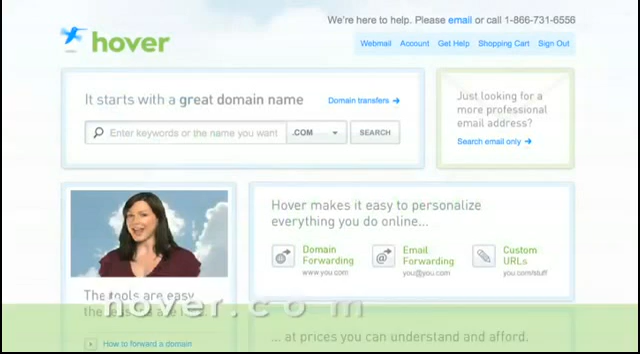 We're here to help. Please email or call 1-866-731-6556
hover
Webmail Account Get Help Shopping Cart Sign Out
It starts with a great domain name
Domain transfers →
Enter keywords or the name you want
.COM
SEARCH
Just looking for a
more professional
email address?
Search email only →
Hover makes it easy to personalize
everything you do online...
Domain
Forwarding
www.you.com
Email
Forwarding
you@you.com
Custom
URLs
you.com/stuff
The tools are easy
hover.com
How to forward a domain
... at prices you can understand and afford.